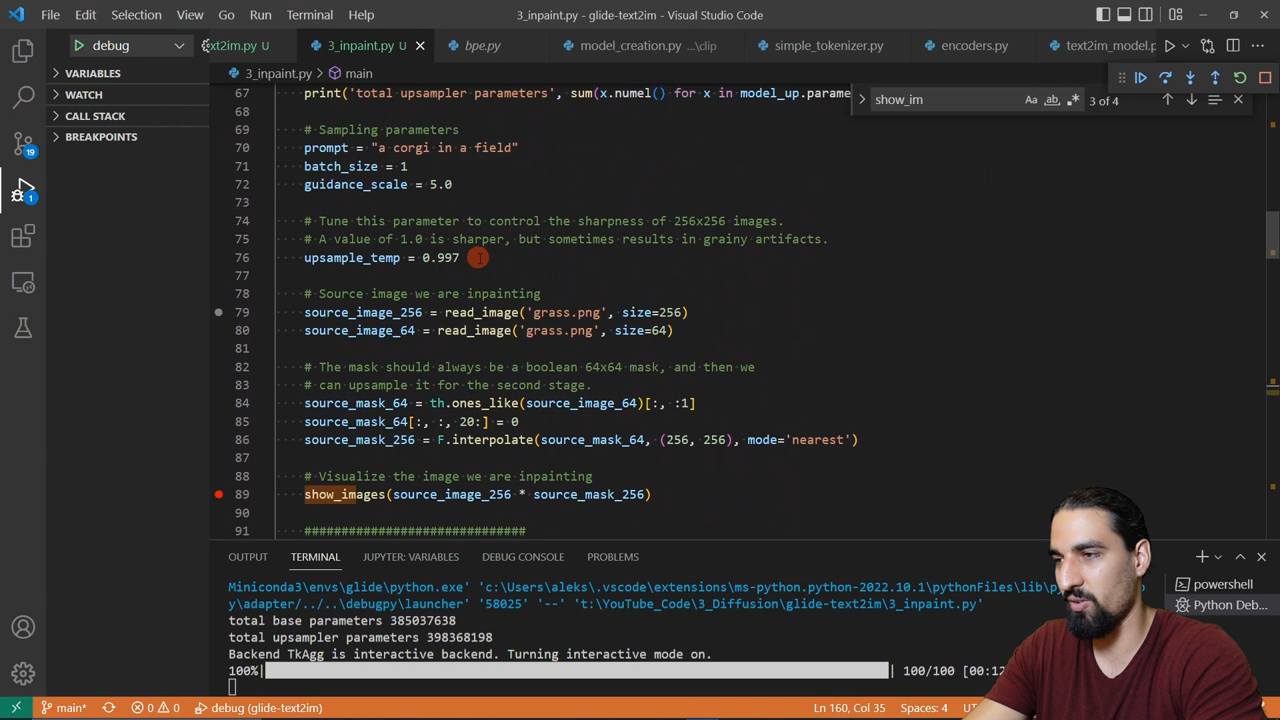 File Edit Selection View Go Run Terminal Help 3_inpaint.py - glide-text2im - Visual Studio Code
debug xt2im.py U 3_inpaint.py U bpe.py model_creation.py ...\clip simple_tokenizer.py encoders.py text2im_model.p
VARIABLES
WATCH
CALL STACK
BREAKPOINTS
3_inpaint.py > main
show_im Aa ab 3 of 4
67 print('total upsampler parameters', sum(x.numel() for x in model_up.parame
68
69 # Sampling parameters
70 prompt = "a corgi in a field"
71 batch_size = 1
72 guidance_scale = 5.0
73
74 # Tune this parameter to control the sharpness of 256x256 images.
75 # A value of 1.0 is sharper, but sometimes results in grainy artifacts.
76 upsample_temp = 0.997
77
78 # Source image we are inpainting
79 source_image_256 = read_image('grass.png', size=256)
80 source_image_64 = read_image('grass.png', size=64)
81
82 # The mask should always be a boolean 64x64 mask, and then we
83 # can upsample it for the second stage.
84 source_mask_64 = th.ones_like(source_image_64)[:, :1]
85 source_mask_64[:, :, 20:] = 0
86 source_mask_256 = F.interpolate(source_mask_64, (256, 256), mode='nearest')
87
88 # Visualize the image we are inpainting
89 show_images(source_image_256 * source_mask_256)
90
91 ##############################
19
1
OUTPUT TERMINAL JUPYTER: VARIABLES DEBUG CONSOLE PROBLEMS
Miniconda3\envs\glide\python.exe' 'c:\Users\aleks\.vscode\extensions\ms-python.python-2022.10.1\pythonFiles\lib\p
y\adapter/../..\debugpy\launcher' '58025' '--' 't:\YouTube_Code\3_Diffusion\glide-text2im\3_inpaint.py'
total base parameters 385037638
total upsampler parameters 398368198
Backend TkAgg is interactive backend. Turning interactive mode on.
100%| | 100/100 [00:12
powershell
Python Deb...
main* 0 0 debug (glide-text2im) Ln 160, Col 35 Spaces: 4 UT